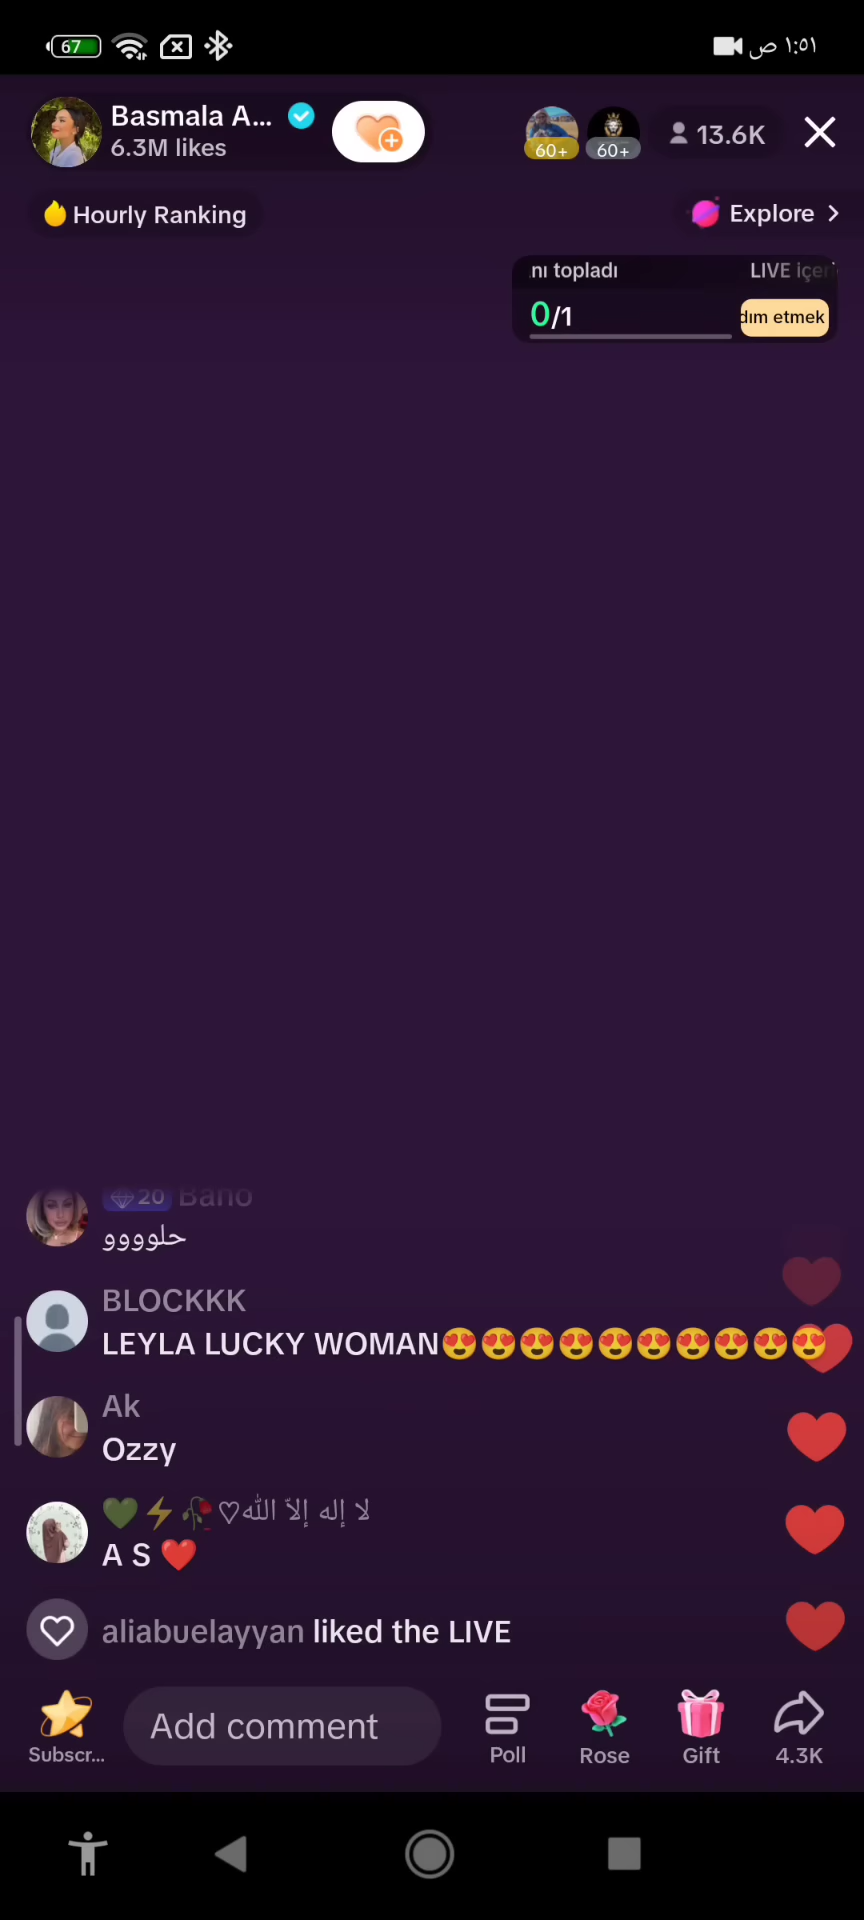 67
١:٥١ ص
Basmala A...
6.3M likes
60+
60+
13.6K
Hourly Ranking
Explore
nı topladı
LIVE içeri
0/1
dım etmek
20 Bano
حلوووو
BLOCKKK
LEYLA LUCKY WOMAN😍😍😍😍😍😍😍😍😍😍
Ak
Ozzy
💚⚡🥀♡لا إله إلاّ الله
A S ❤️
aliabuelayyan liked the LIVE
Subscr...
Add comment
Poll
Rose
Gift
4.3K